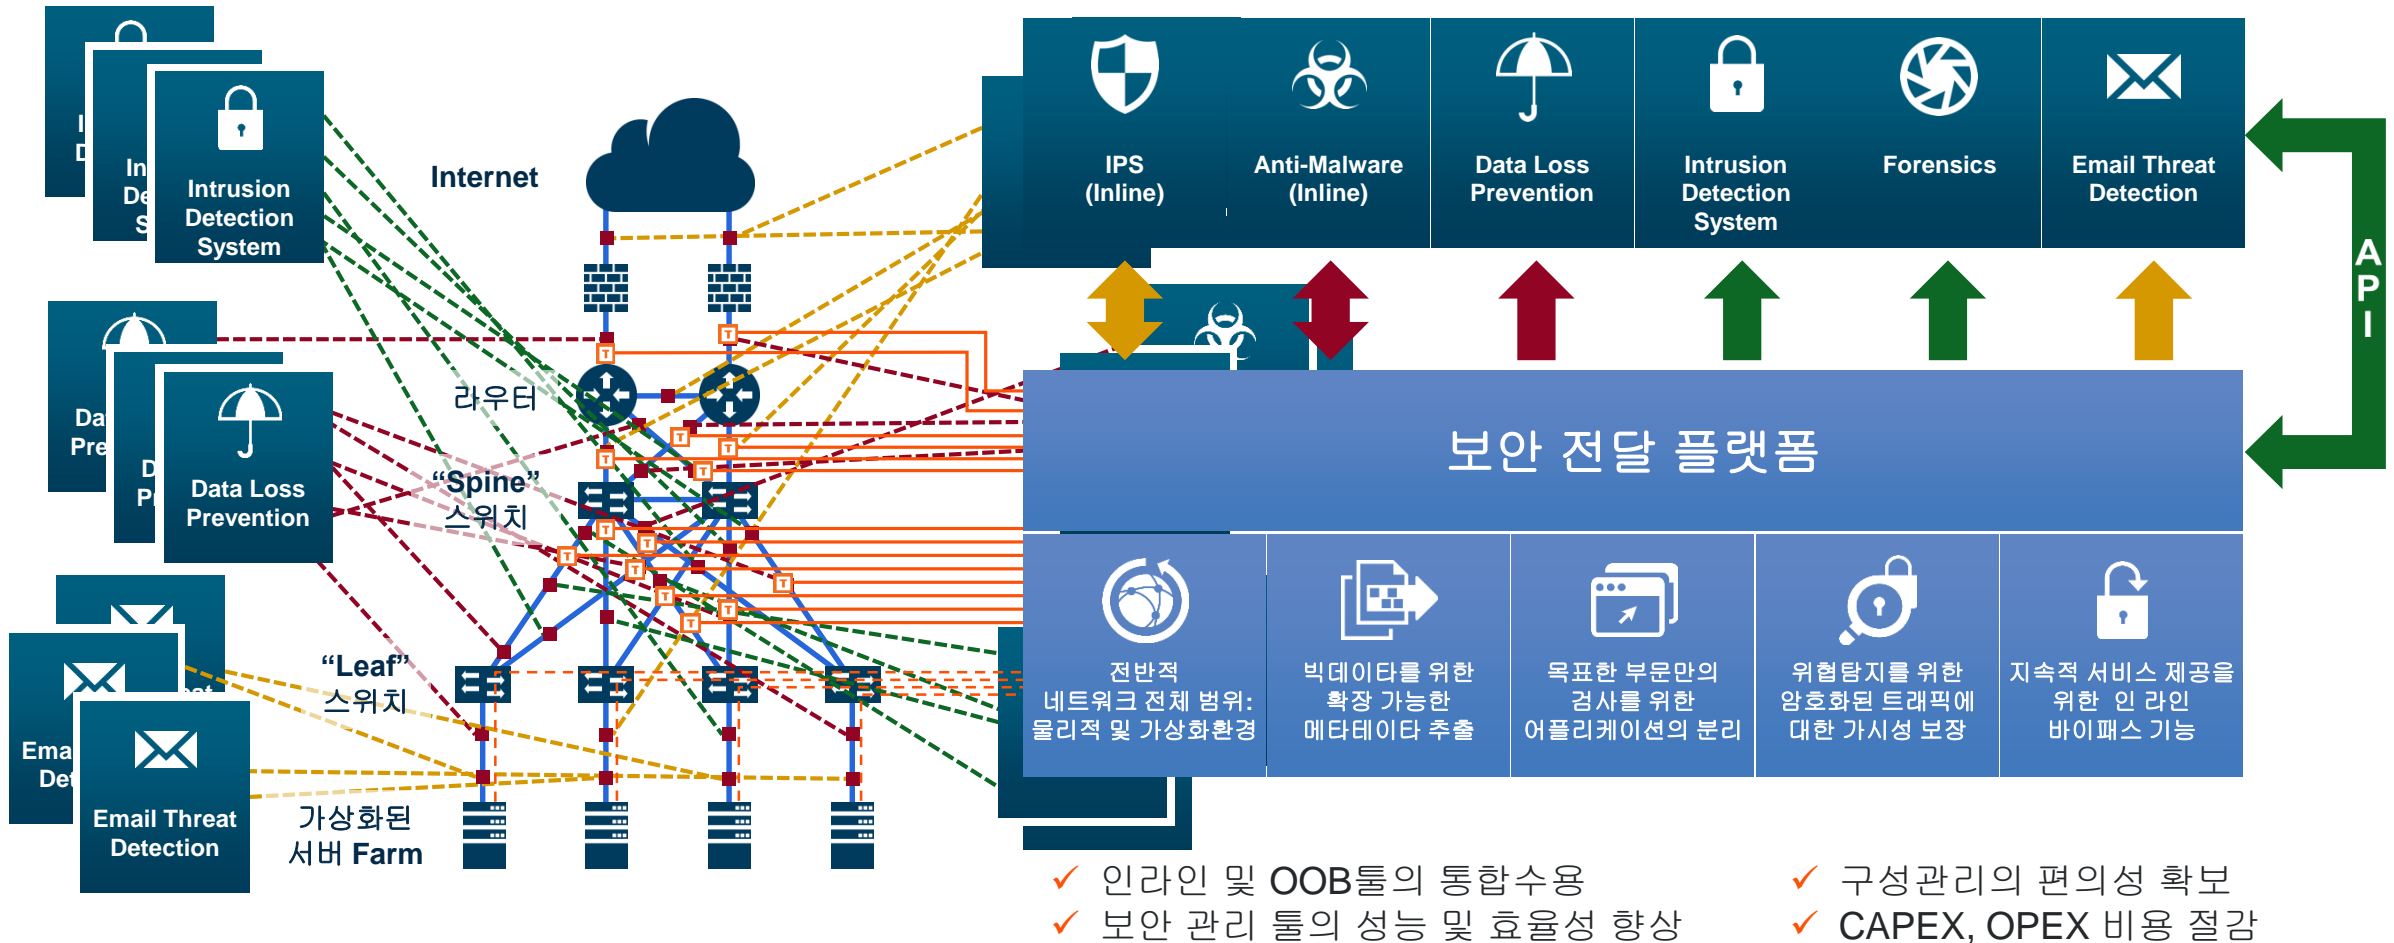 Intrusion
Detection
System
Data Loss
Prevention
Email Threat
Detection
Internet
라우터
“Spine”
스위치
“Leaf”
스위치
가상화된
서버 Farm
T
T
T
T
T
T
T
T
T
T
T
T
T
T
IPS
(Inline)
Anti-Malware
(Inline)
Data Loss
Prevention
Intrusion
Detection
System
Forensics
Email Threat
Detection
A
P
I
보안 전달 플랫폼
전반적
네트워크 전체 범위:
물리적 및 가상화환경
빅데이타를 위한
확장 가능한
메타테이타 추출
목표한 부문만의
검사를 위한
어플리케이션의 분리
위협탐지를 위한
암호화된 트래픽에
대한 가시성 보장
지속적 서비스 제공을
위한 인 라인
바이패스 기능
✓ 인라인 및 OOB툴의 통합수용
✓ 보안 관리 툴의 성능 및 효율성 향상
✓ 구성관리의 편의성 확보
✓ CAPEX, OPEX 비용 절감